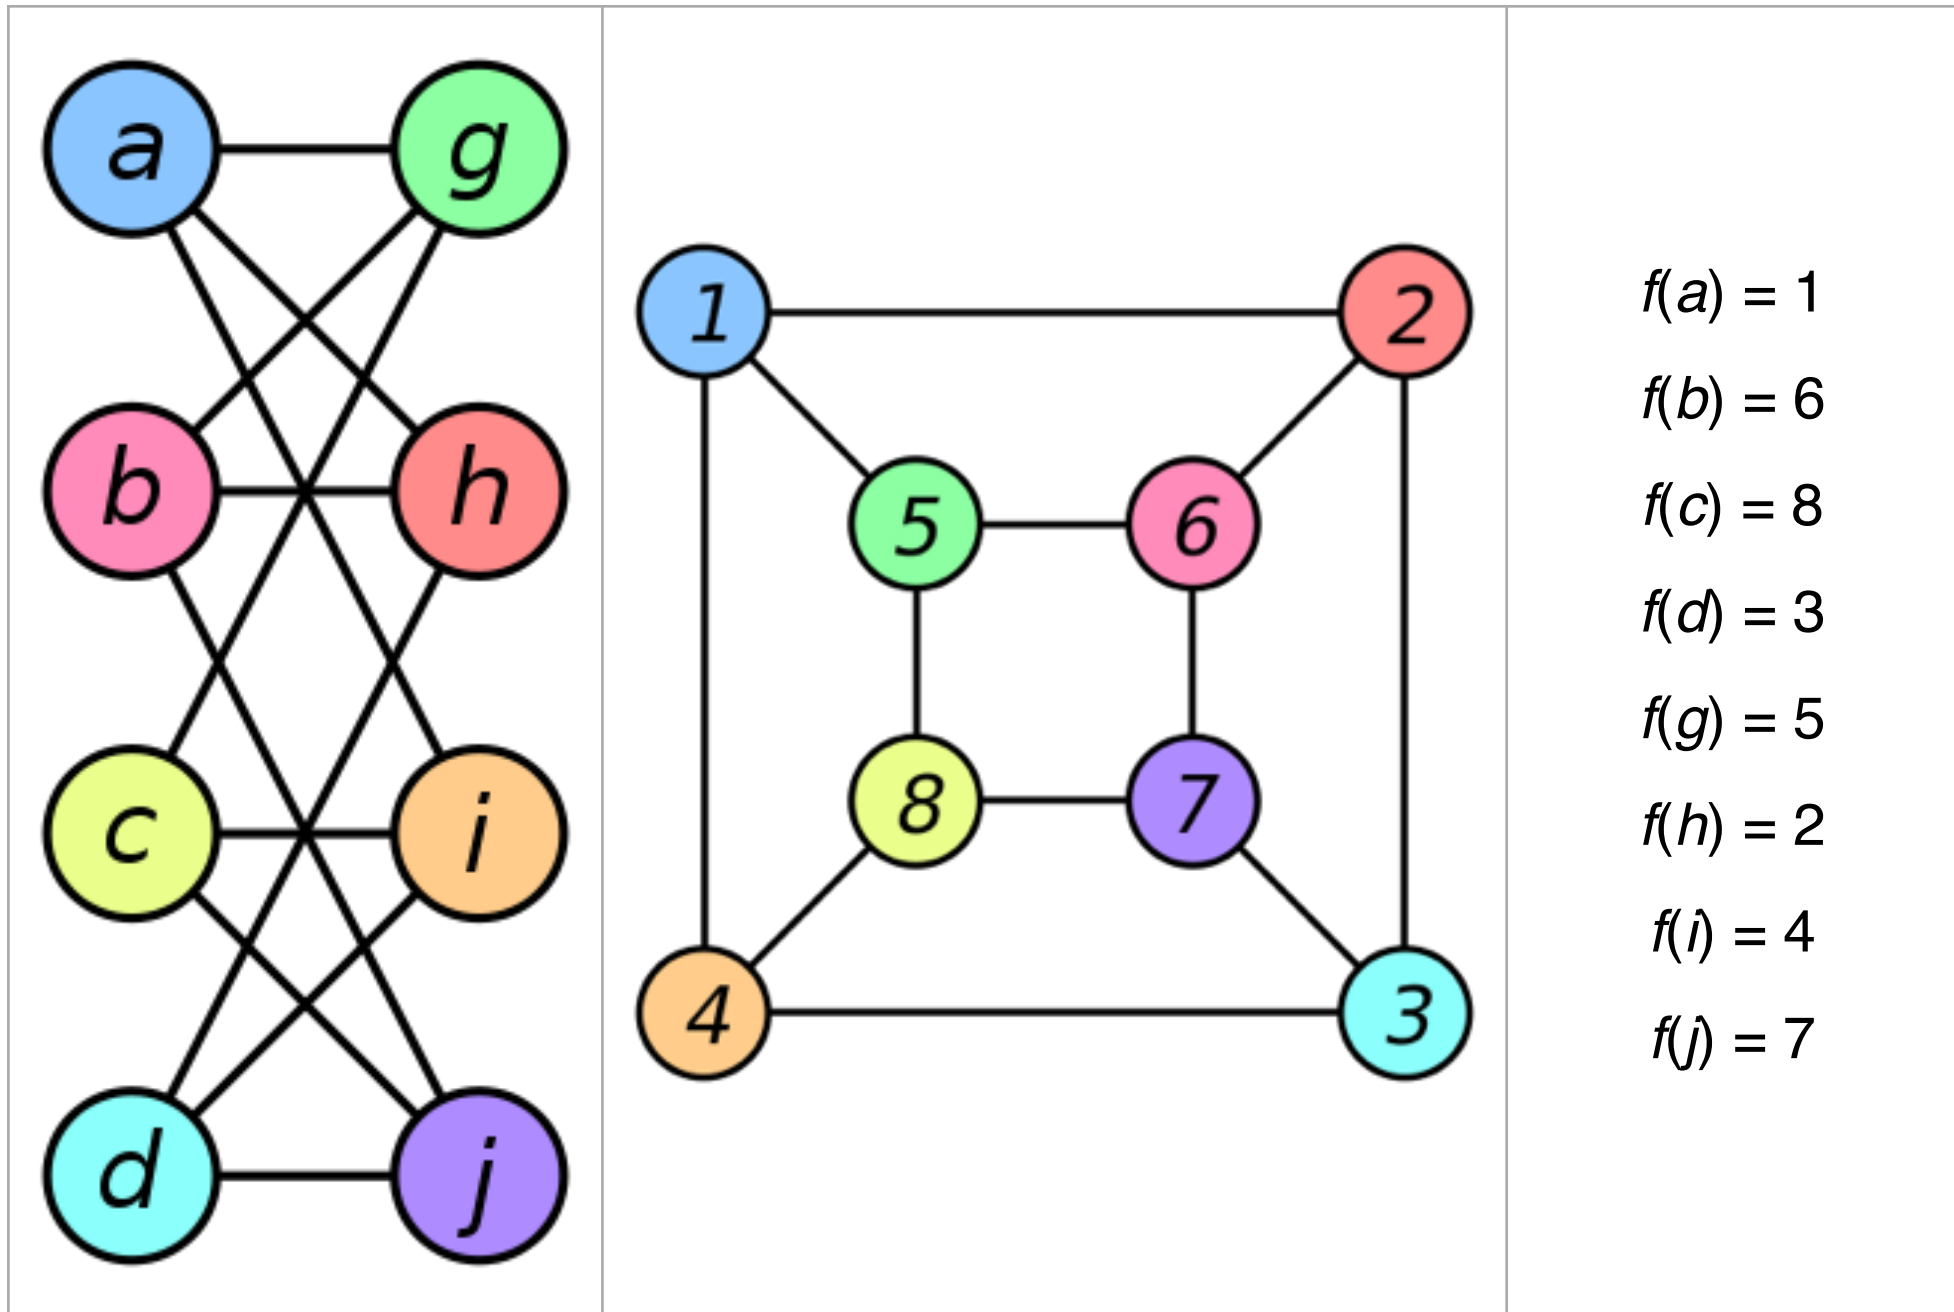 a g
b h
c i
d j
1 2
5 6
8 7
4 3
f(a) = 1
f(b) = 6
f(c) = 8
f(d) = 3
f(g) = 5
f(h) = 2
f(i) = 4
f(j) = 7